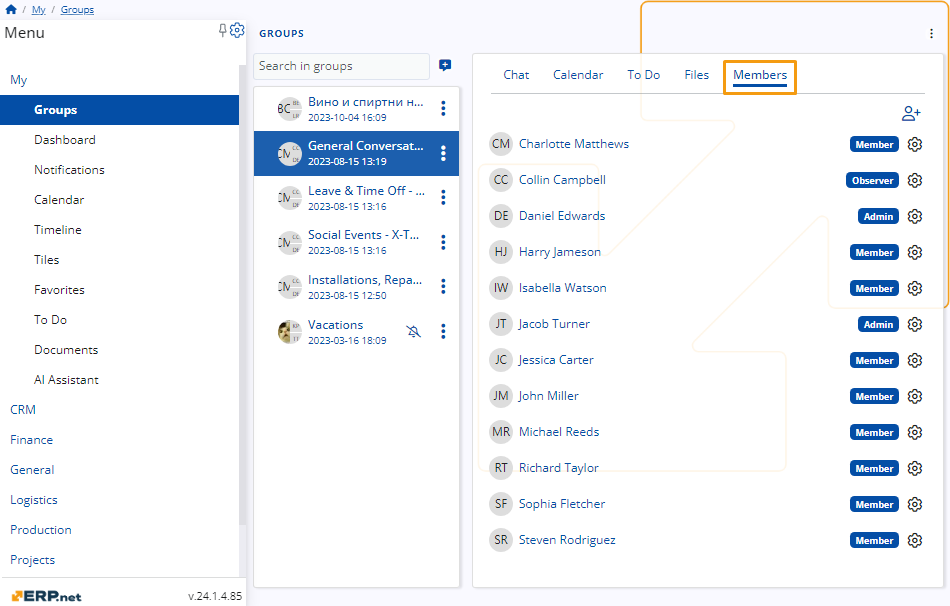 / My / Groups
Menu
My
Groups
Dashboard
Notifications
Calendar
Timeline
Tiles
Favorites
To Do
Documents
AI Assistant
CRM
Finance
General
Logistics
Production
Projects
ERP.net
v.24.1.4.85
GROUPS
Search in groups
Вино и спиртни н...
2023-10-04 16:09
General Conversat...
2023-08-15 13:19
Leave & Time Off - ...
2023-08-15 13:16
Social Events - X-T...
2023-08-15 13:16
Installations, Repa...
2023-08-15 12:50
Vacations
2023-03-16 18:09
Chat Calendar To Do Files Members
CM Charlotte Matthews Member
CC Collin Campbell Observer
DE Daniel Edwards Admin
HJ Harry Jameson Member
IW Isabella Watson Member
JT Jacob Turner Admin
JC Jessica Carter Member
JM John Miller Member
MR Michael Reeds Member
RT Richard Taylor Member
SF Sophia Fletcher Member
SR Steven Rodriguez Member